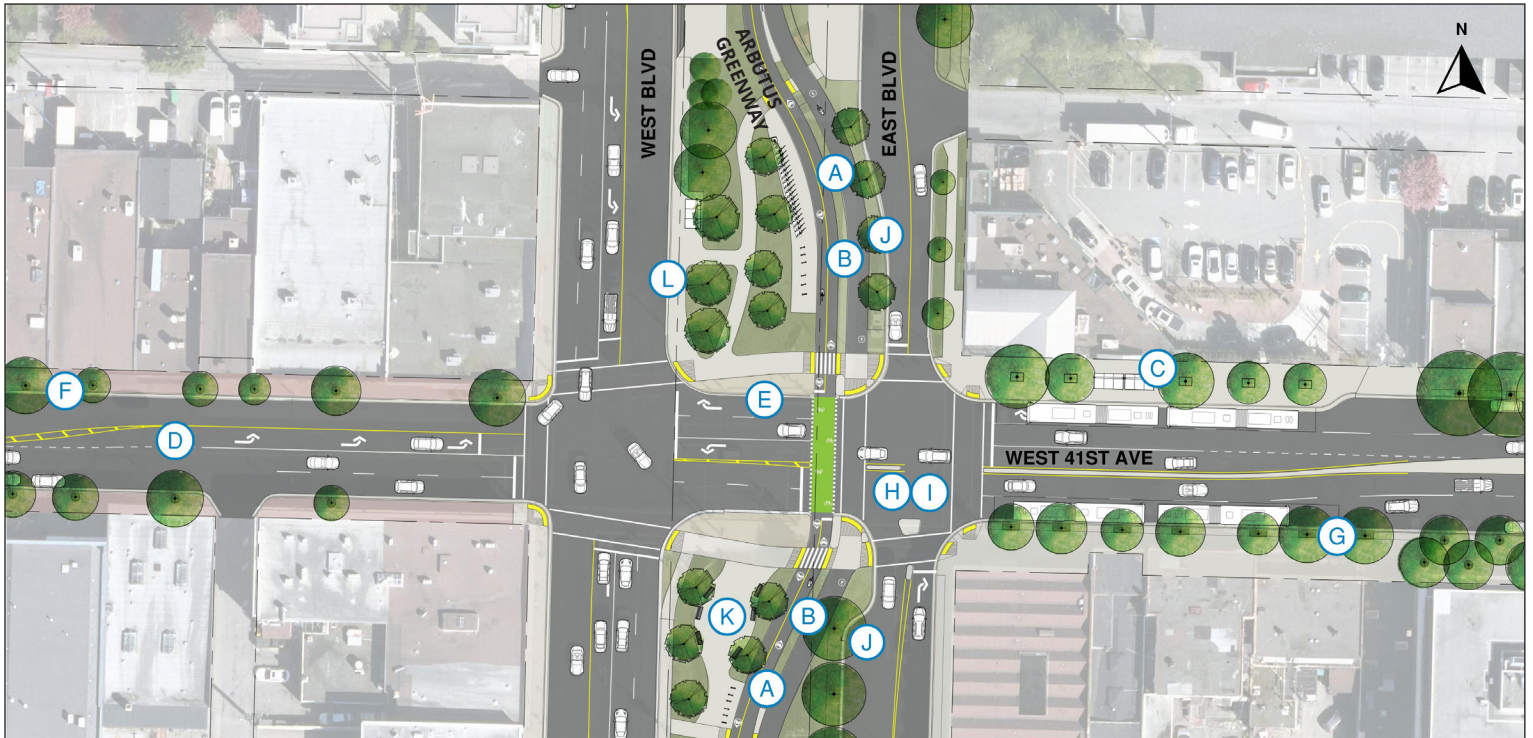 N
WEST BLVD
ARBUTUS
GREENWAY
EAST BLVD
A
J
B
L
C
F
E
D
WEST 41ST AVE
H
I
G
K
B
J
A